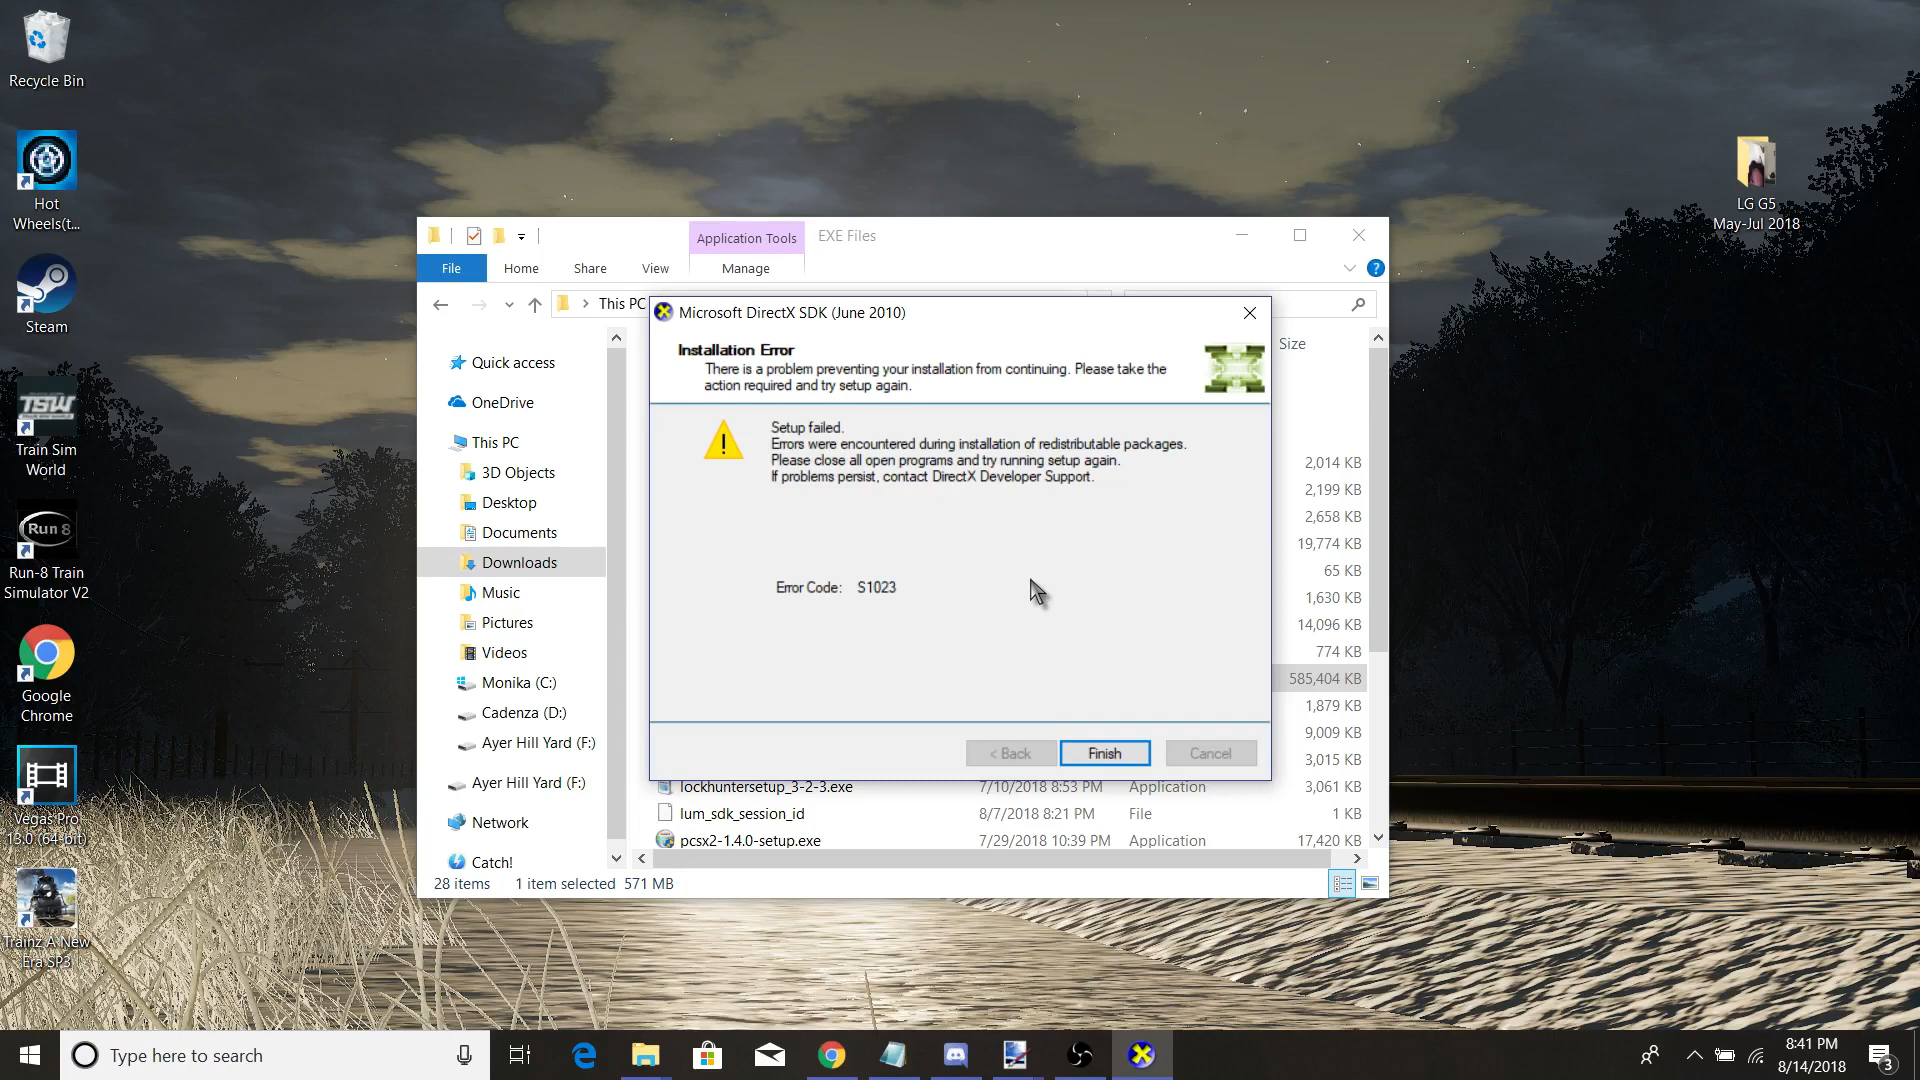 Recycle Bin
Hot
Wheels(t...
Steam
TSW
Train Sim
World
Run 8
Run-8 Train
Simulator V2
Google
Chrome
Vegas Pro
13.0 (64-bit)
Trainz A New
Era SP3
LG G5
May-Jul 2018
Application Tools
EXE Files
File
Home
Share
View
Manage
?
This PC
Size
Quick access
OneDrive
This PC
3D Objects
Desktop
Documents
Downloads
Music
Pictures
Videos
Monika (C:)
Cadenza (D:)
Ayer Hill Yard (F:)
Ayer Hill Yard (F:)
Network
Catch!
Microsoft DirectX SDK (June 2010)
Installation Error
There is a problem preventing your installation from continuing. Please take the
action required and try setup again.
Setup failed.
Errors were encountered during installation of redistributable packages.
Please close all open programs and try running setup again.
If problems persist, contact DirectX Developer Support.
Error Code: S1023
< Back
Finish
Cancel
2,014 KB
2,199 KB
2,658 KB
19,774 KB
65 KB
1,630 KB
14,096 KB
774 KB
585,404 KB
1,879 KB
9,009 KB
3,015 KB
lockhuntersetup_3-2-3.exe 7/10/2018 8:53 PM Application 3,061 KB
lum_sdk_session_id 8/7/2018 8:21 PM File 1 KB
pcsx2-1.4.0-setup.exe 7/29/2018 10:39 PM Application 17,420 KB
28 items 1 item selected 571 MB
Type here to search
8:41 PM
8/14/2018
3